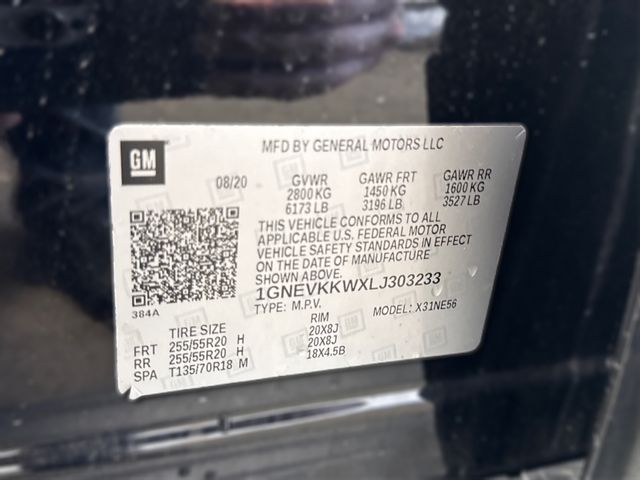 GM
MFD BY GENERAL MOTORS LLC
08/20 GVWR GAWR FRT GAWR RR
2800 KG 1450 KG 1600 KG
6173 LB 3196 LB 3527 LB
THIS VEHICLE CONFORMS TO ALL
APPLICABLE U.S. FEDERAL MOTOR
VEHICLE SAFETY STANDARDS IN EFFECT
ON THE DATE OF MANUFACTURE
SHOWN ABOVE.
1GNEVKKWXLJ303233
384A TYPE: M.P.V. MODEL: X31NE56
TIRE SIZE RIM
FRT 255/55R20 H 20X8J
RR 255/55R20 H 20X8J
SPA T135/70R18 M 18X4.5B